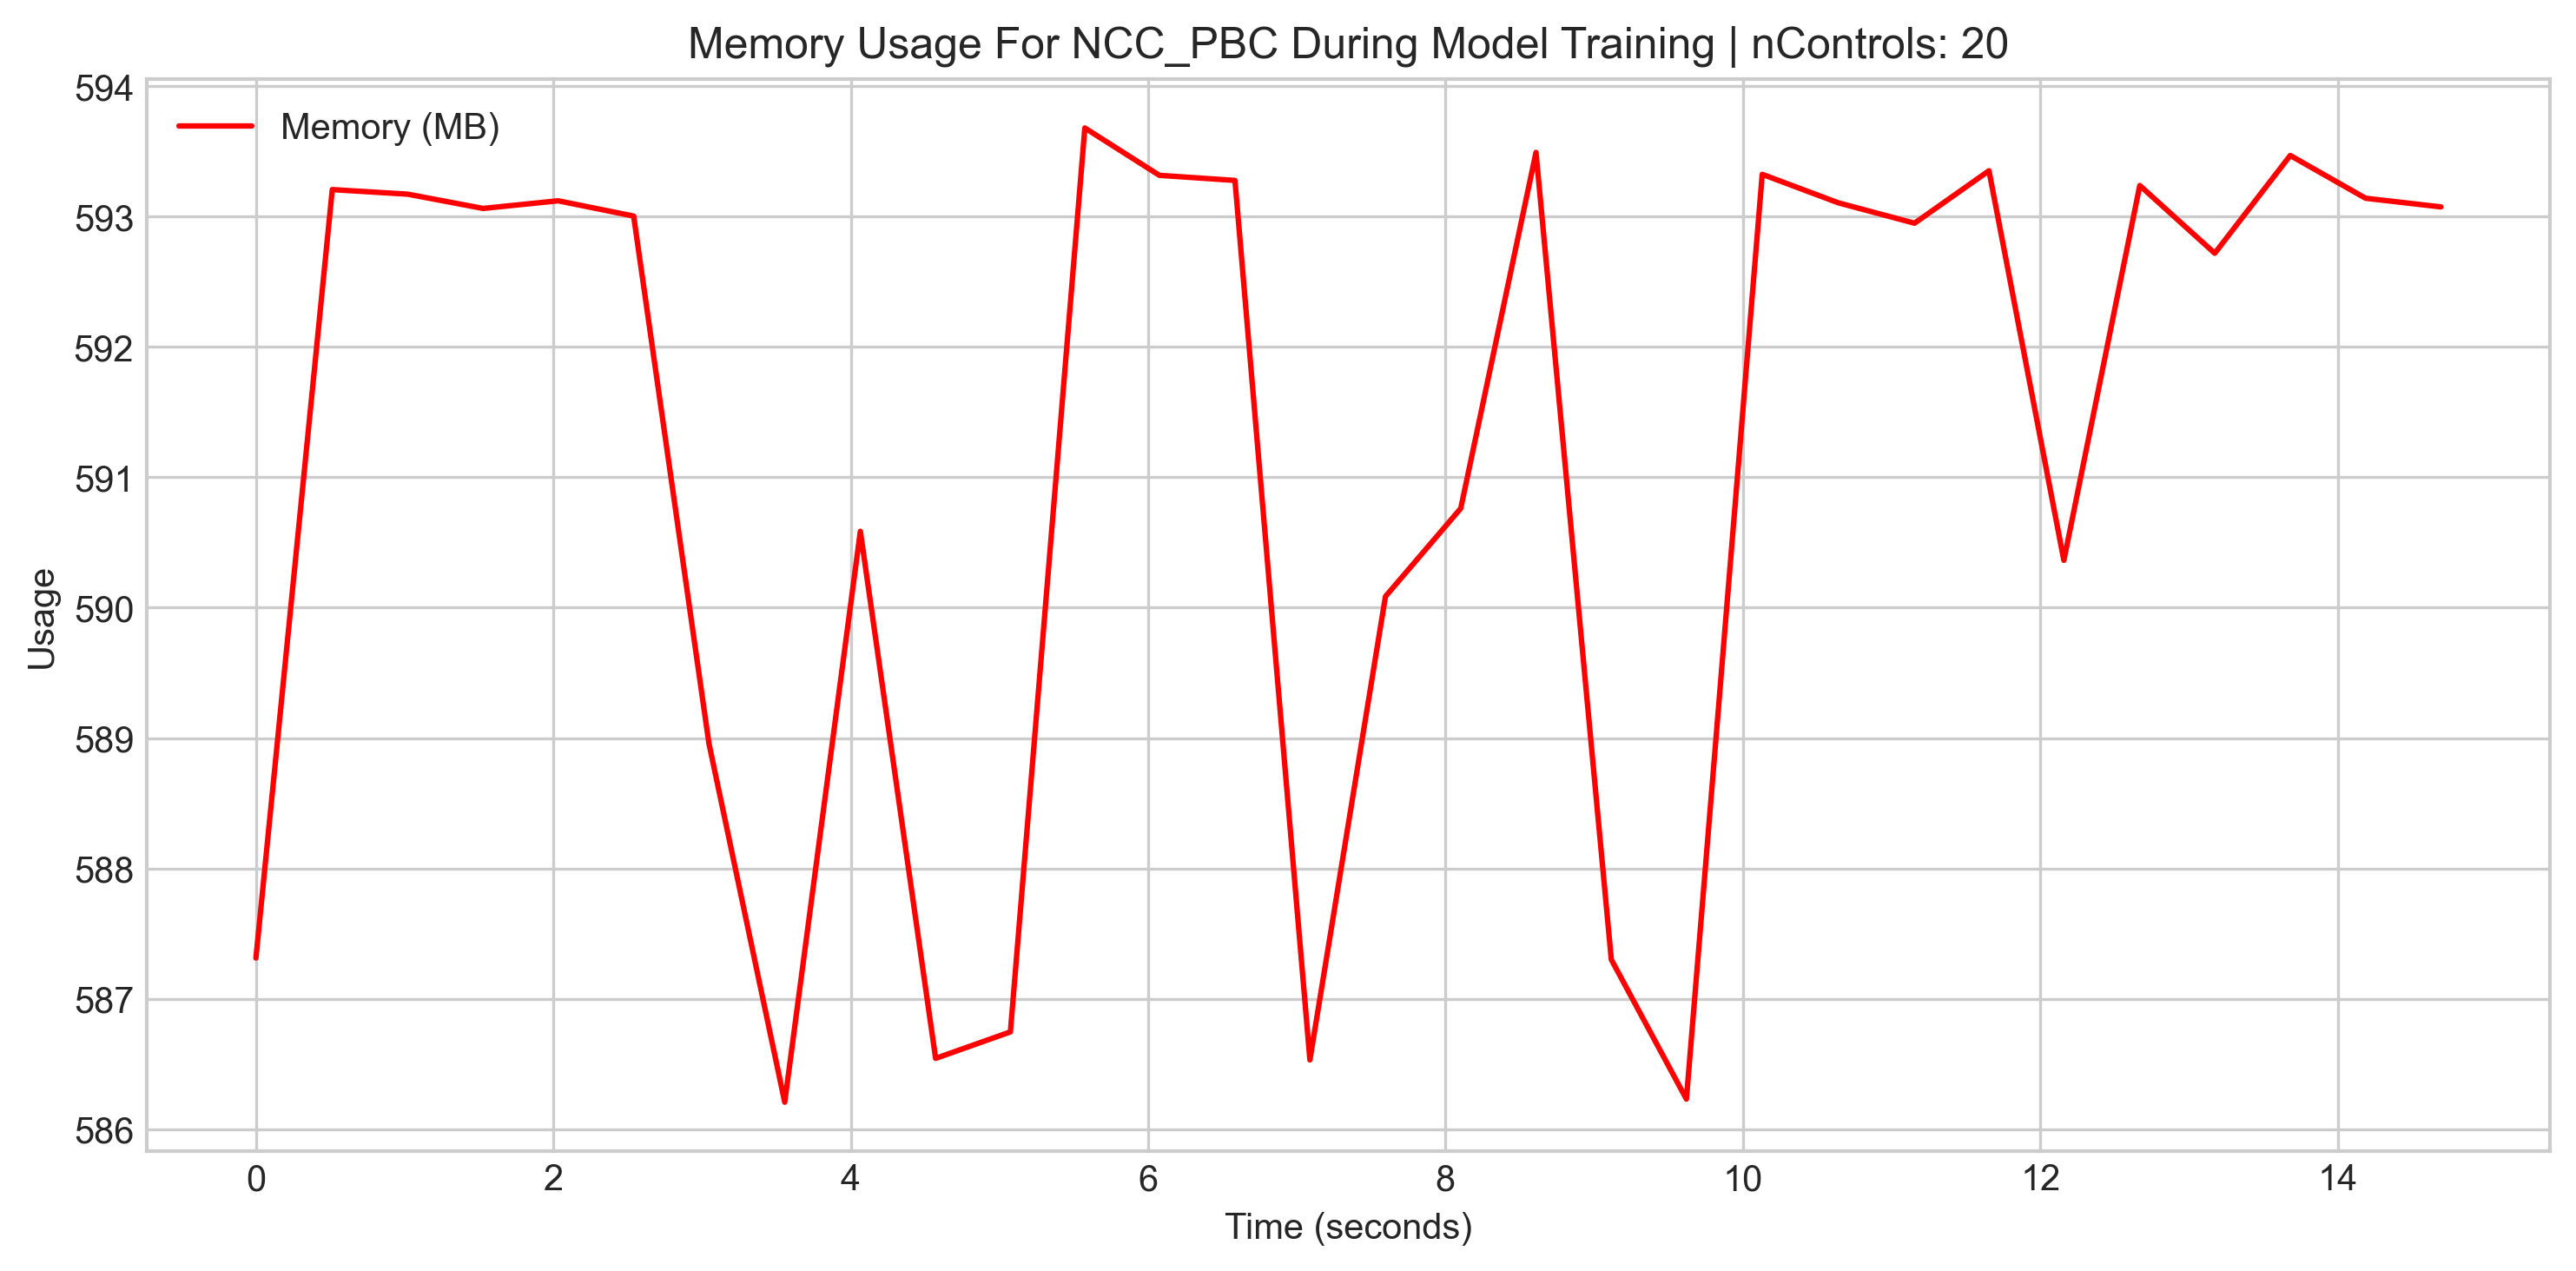 Memory Usage For NCC_PBC During Model Training | nControls: 20
Memory (MB)
594
593
592
591
590
589
588
587
586
Usage
0 2 4 6 8 10 12 14
Time (seconds)